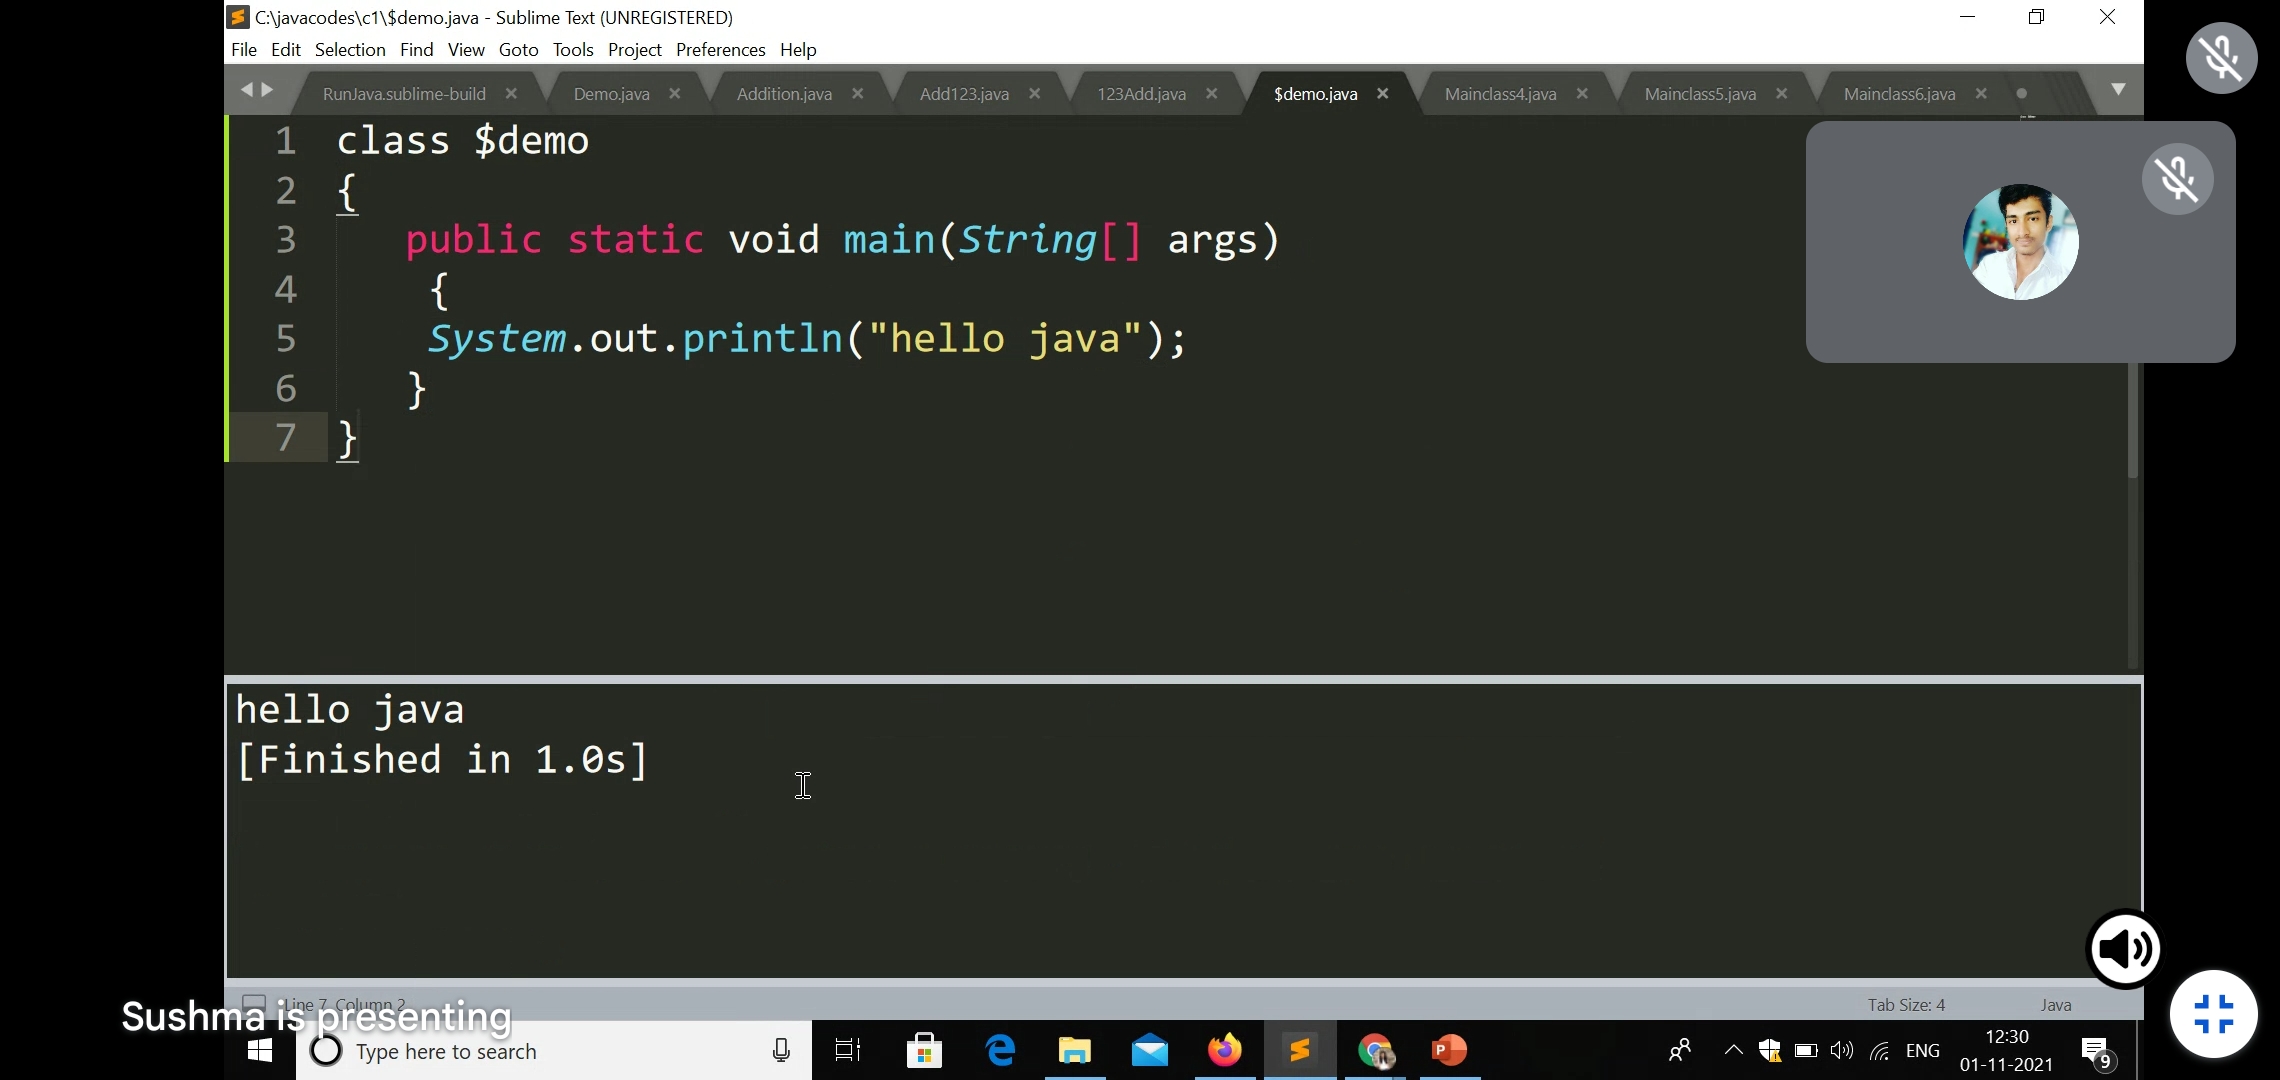 C:\javacodes\c1\$demo.java - Sublime Text (UNREGISTERED)
File Edit Selection Find View Goto Tools Project Preferences Help
RunJava.sublime-build Demo.java Addition.java Add123.java 123Add.java $demo.java Mainclass4.java Mainclass5.java Mainclass6.java
1 class $demo
2 {
3 public static void main(String[] args)
4 {
5 System.out.println("hello java");
6 }
7 }
hello java
[Finished in 1.0s]
Line 7, Column 2 Tab Size: 4 Java
Sushma is presenting
Type here to search
ENG 12:30
01-11-2021
9